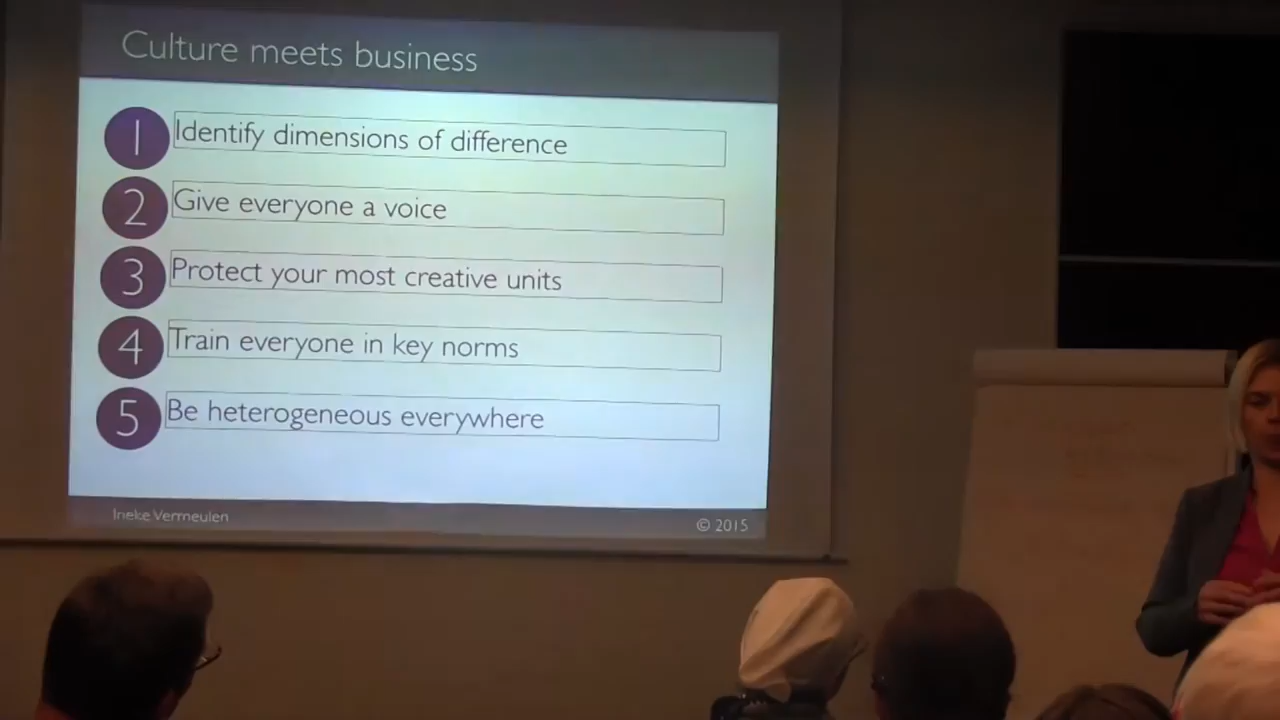 Culture meets business
1 Identify dimensions of difference
2 Give everyone a voice
3 Protect your most creative units
4 Train everyone in key norms
5 Be heterogeneous everywhere
Ineke Vermeulen © 2015